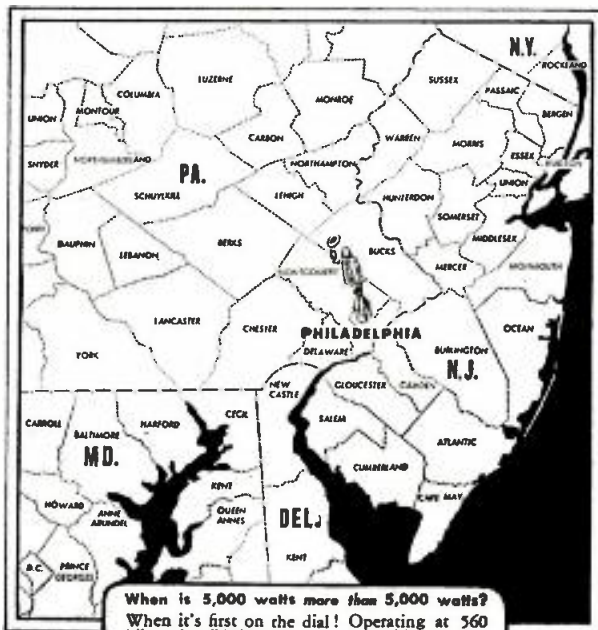 N.Y.
ROCKLAND
LUZERNE
SUSSEX
PASSAIC
COLUMBIA
MONROE
BERGEN
UNION
MONTOUR
CARBON
WARREN
MORRIS
ESSEX
SNYDER
NORTHUMBERLAND
NORTHAMPTON
UNION
PA.
SCHUYLKILL
LEHIGH
HUNTERDON
SOMERSET
MIDDLESEX
DAUPHIN
LEBANON
BERKS
BUCKS
MERCER
MONMOUTH
MONTGOMERY
LANCASTER
CHESTER
PHILADELPHIA
OCEAN
YORK
DELAWARE
BURLINGTON
N.J.
NEW
CASTLE
GLOUCESTER
CAMDEN
CARROLL
BALTIMORE
HARFORD
CECIL
SALEM
ATLANTIC
MD.
CUMBERLAND
KENT
CAPE MAY
HOWARD
ANNE
ARUNDEL
QUEEN
ANNES
DEL.
KENT
D.C.
PRINCE
GEORGES
T
When is 5,000 watts more than 5,000 watts?
When it's first on the dial! Operating at 560